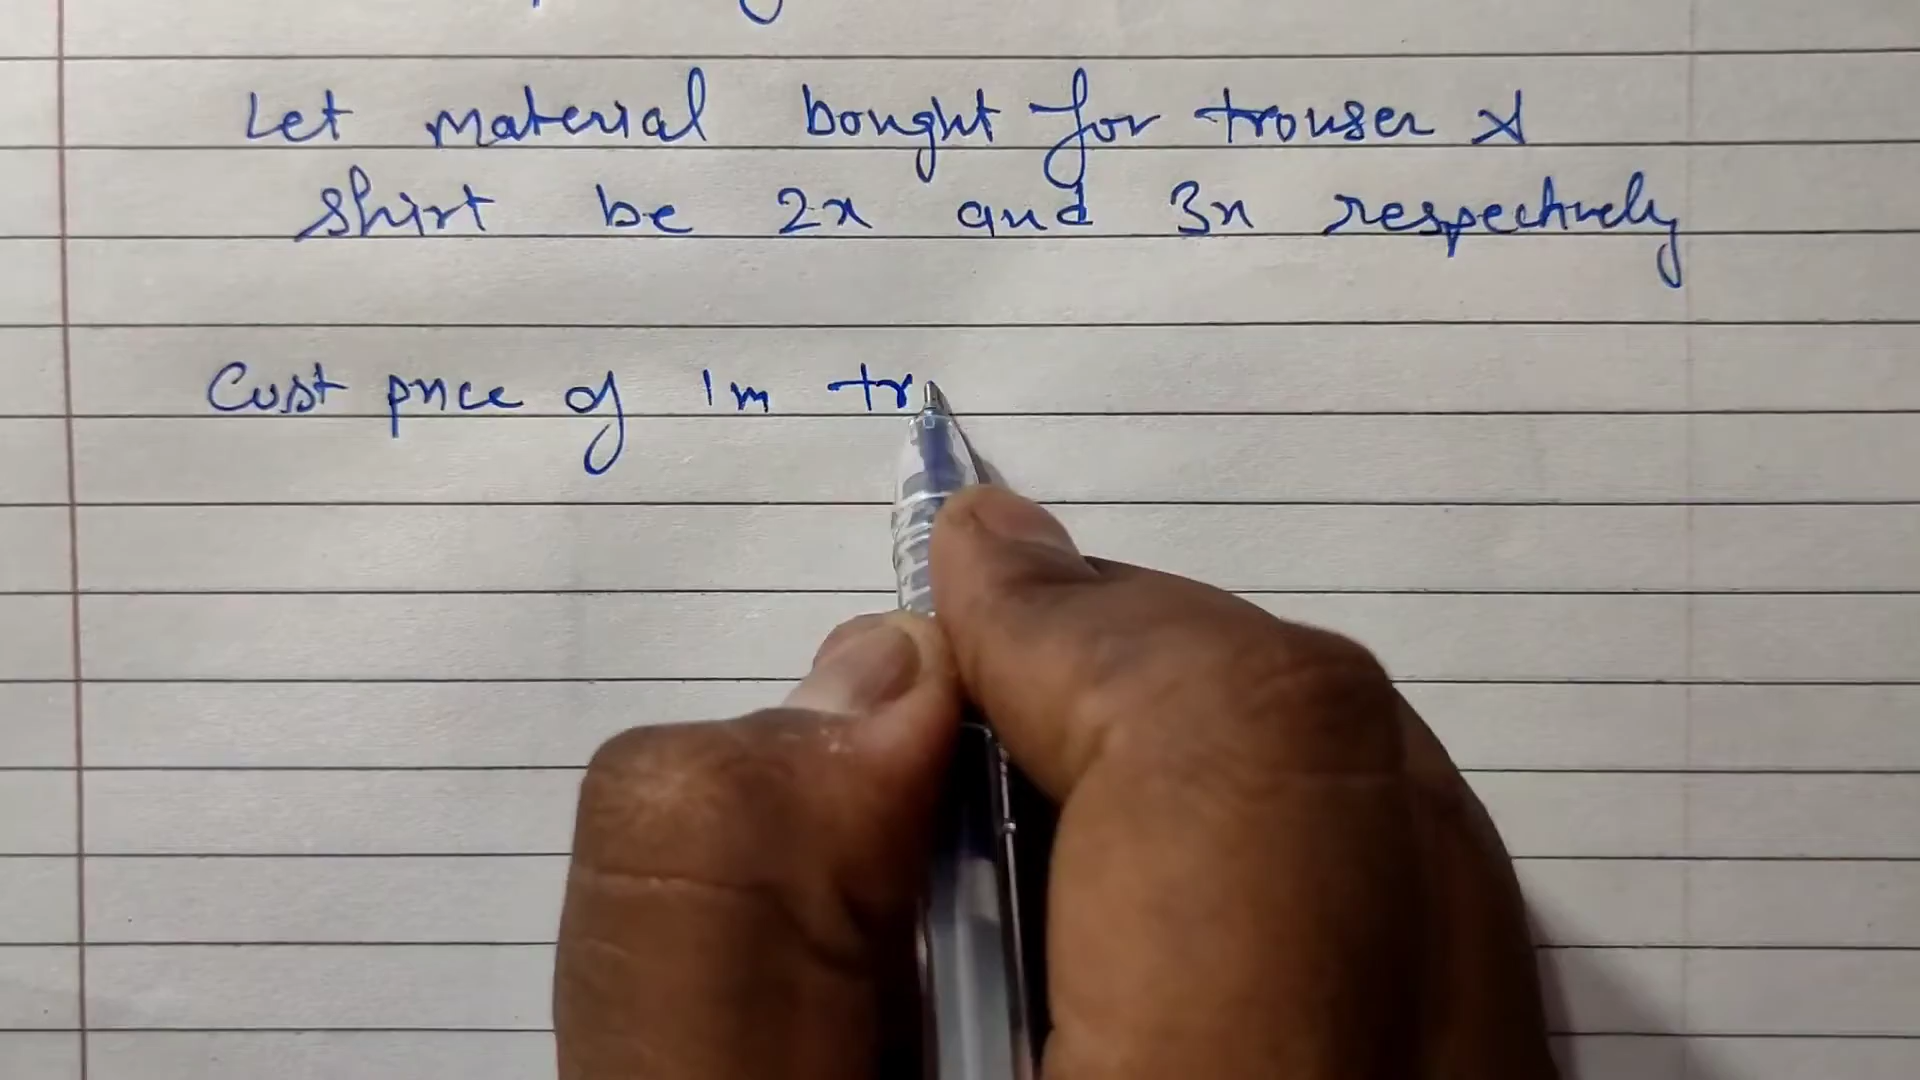 Let material bought for trouser &
shirt be 2x and 3x respectively
Cost price of 1m tr